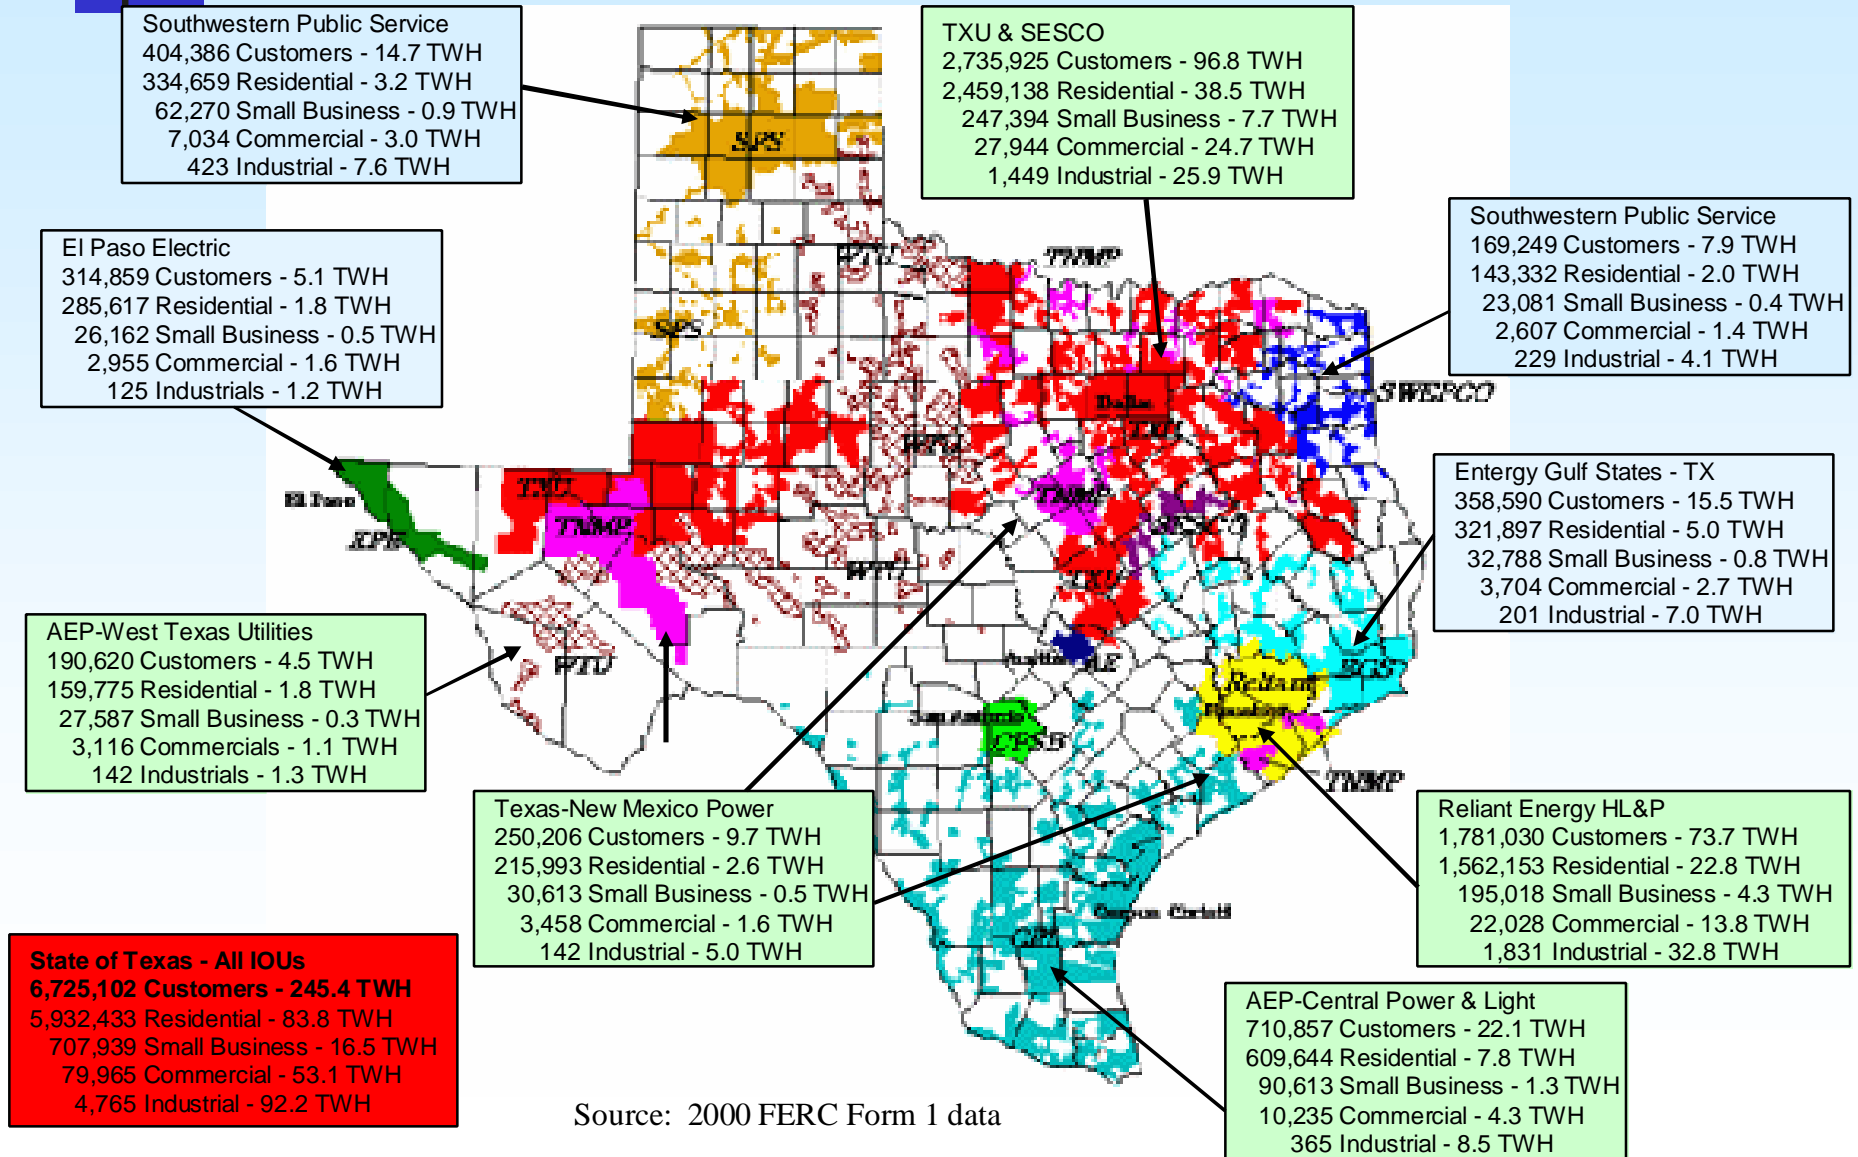 Southwestern Public Service
404,386 Customers - 14.7 TWH
334,659 Residential - 3.2 TWH
62,270 Small Business - 0.9 TWH
7,034 Commercial - 3.0 TWH
423 Industrial - 7.6 TWH
TXU & SESCO
2,735,925 Customers - 96.8 TWH
2,459,138 Residential - 38.5 TWH
247,394 Small Business - 7.7 TWH
27,944 Commercial - 24.7 TWH
1,449 Industrial - 25.9 TWH
Southwestern Public Service
169,249 Customers - 7.9 TWH
143,332 Residential - 2.0 TWH
23,081 Small Business - 0.4 TWH
2,607 Commercial - 1.4 TWH
229 Industrial - 4.1 TWH
El Paso Electric
314,859 Customers - 5.1 TWH
285,617 Residential - 1.8 TWH
26,162 Small Business - 0.5 TWH
2,955 Commercial - 1.6 TWH
125 Industrials - 1.2 TWH
SPS
WTU
TNMP
SPS
SWEPCO
Dallas
TXU
WTU
Entergy Gulf States - TX
358,590 Customers - 15.5 TWH
321,897 Residential - 5.0 TWH
32,788 Small Business - 0.8 TWH
3,704 Commercial - 2.7 TWH
201 Industrial - 7.0 TWH
El Paso
EPE
TXU
TNMP
TNMP
SESCO
WTU
TXU
AEP-West Texas Utilities
190,620 Customers - 4.5 TWH
159,775 Residential - 1.8 TWH
27,587 Small Business - 0.3 TWH
3,116 Commercials - 1.1 TWH
142 Industrials - 1.3 TWH
WTU
Austin
AE
EGS
Reliant
Houston
San Antonio
CPSB
TNMP
Texas-New Mexico Power
250,206 Customers - 9.7 TWH
215,993 Residential - 2.6 TWH
30,613 Small Business - 0.5 TWH
3,458 Commercial - 1.6 TWH
142 Industrial - 5.0 TWH
Reliant Energy HL&P
1,781,030 Customers - 73.7 TWH
1,562,153 Residential - 22.8 TWH
195,018 Small Business - 4.3 TWH
22,028 Commercial - 13.8 TWH
1,831 Industrial - 32.8 TWH
Corpus Christi
CPL
State of Texas - All IOUs
6,725,102 Customers - 245.4 TWH
5,932,433 Residential - 83.8 TWH
707,939 Small Business - 16.5 TWH
79,965 Commercial - 53.1 TWH
4,765 Industrial - 92.2 TWH
AEP-Central Power & Light
710,857 Customers - 22.1 TWH
609,644 Residential - 7.8 TWH
90,613 Small Business - 1.3 TWH
10,235 Commercial - 4.3 TWH
365 Industrial - 8.5 TWH
Source: 2000 FERC Form 1 data